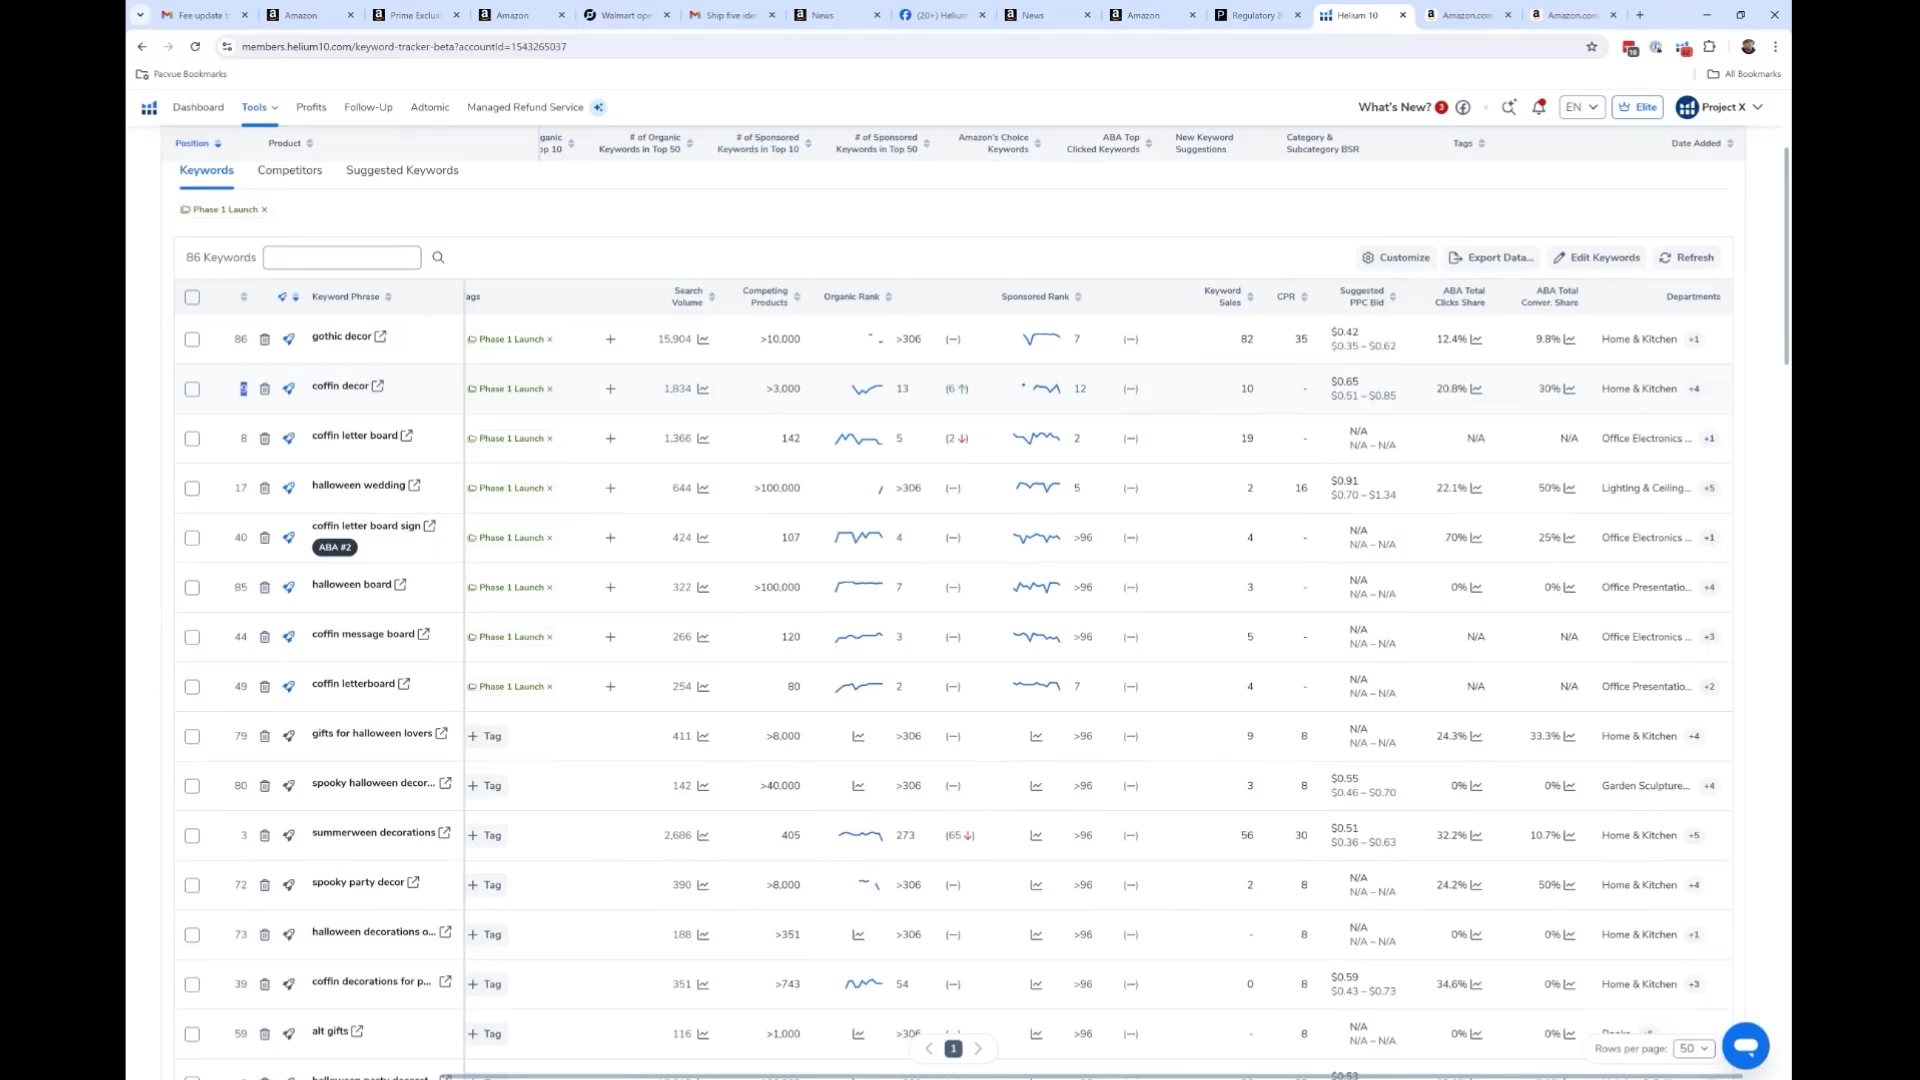 Fee update t Amazon Prime Exclus Amazon Walmart ope Ship five ide News (20+) Helium News Amazon Regulatory B Helium 10 Amazon.com Amazon.com
members.helium10.com/keyword-tracker-beta?accountId=1543265037
Pacvue Bookmarks All Bookmarks
Dashboard Tools Profits Follow-Up Adtomic Managed Refund Service What's New? 3 EN Elite Project X
Position Product ganic op 10 # of Organic Keywords in Top 50 # of Sponsored Keywords in Top 10 # of Sponsored Keywords in Top 50 Amazon's Choice Keywords ABA Top Clicked Keywords New Keyword Suggestions Category & Subcategory BSR Tags Date Added
Keywords Competitors Suggested Keywords
Phase 1 Launch ×
86 Keywords Customize Export Data... Edit Keywords Refresh
Keyword Phrase ags Search Volume Competing Products Organic Rank Sponsored Rank Keyword Sales CPR Suggested PPC Bid ABA Total Clicks Share ABA Total Conver. Share Departments
86 gothic decor Phase 1 Launch × + 15,904 >10,000 >306 (—) 7 (—) 82 35 $0.42 $0.35 – $0.62 12.4% 9.8% Home & Kitchen +1
coffin decor Phase 1 Launch × + 1,834 >3,000 13 (6 ↑) 12 (—) 10 - $0.65 $0.51 – $0.85 20.8% 30% Home & Kitchen +4
8 coffin letter board Phase 1 Launch × + 1,366 142 5 (2 ↓) 2 (—) 19 - N/A N/A – N/A N/A N/A Office Electronics ... +1
17 halloween wedding Phase 1 Launch × + 644 >100,000 >306 (—) 5 (—) 2 16 $0.91 $0.70 – $1.34 22.1% 50% Lighting & Ceiling... +5
40 coffin letter board sign ABA #2 Phase 1 Launch × + 424 107 4 (—) >96 (—) 4 - N/A N/A – N/A 70% 25% Office Electronics ... +1
85 halloween board Phase 1 Launch × + 322 >100,000 7 (—) >96 (—) 3 - N/A N/A – N/A 0% 0% Office Presentatio... +4
44 coffin message board Phase 1 Launch × + 266 120 3 (—) >96 (—) 5 - N/A N/A – N/A N/A N/A Office Electronics ... +3
49 coffin letterboard Phase 1 Launch × + 254 80 2 (—) 7 (—) 4 - N/A N/A – N/A N/A N/A Office Presentatio... +2
79 gifts for halloween lovers + Tag 411 >8,000 >306 (—) >96 (—) 9 8 N/A N/A – N/A 24.3% 33.3% Home & Kitchen +4
80 spooky halloween decor... + Tag 142 >40,000 >306 (—) >96 (—) 3 8 $0.55 $0.46 – $0.70 0% 0% Garden Sculpture... +4
3 summerween decorations + Tag 2,686 405 273 (65 ↓) >96 (—) 56 30 $0.51 $0.36 – $0.63 32.2% 10.7% Home & Kitchen +5
72 spooky party decor + Tag 390 >8,000 >306 (—) >96 (—) 2 8 N/A N/A – N/A 24.2% 50% Home & Kitchen +4
73 halloween decorations o... + Tag 188 >351 >306 (—) >96 (—) - 8 N/A N/A – N/A 0% 0% Home & Kitchen +1
39 coffin decorations for p... + Tag 351 >743 54 (—) >96 (—) 0 8 $0.59 $0.43 – $0.73 34.6% 0% Home & Kitchen +3
59 alt gifts + Tag 116 >1,000 >306 >96 (—) - 8 N/A N/A – N/A 0% 0%
1 Rows per page: 50
$0.53